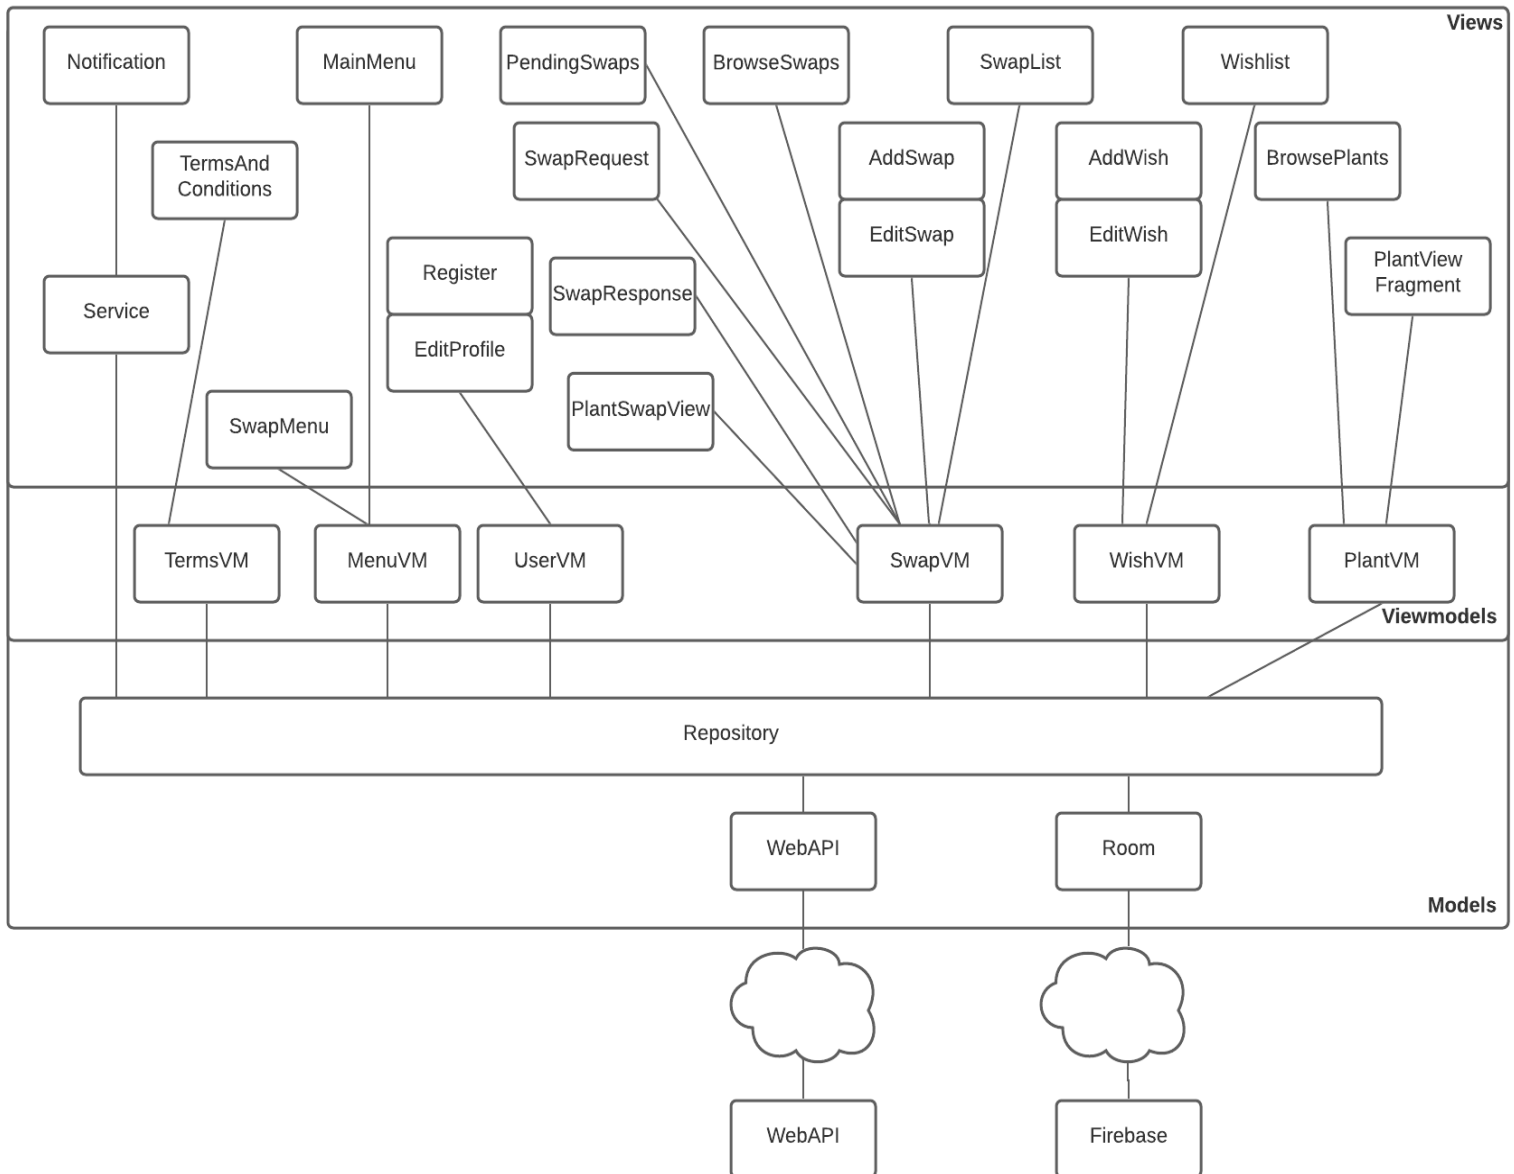 Views
Notification
MainMenu
PendingSwaps
BrowseSwaps
SwapList
Wishlist
TermsAnd
Conditions
SwapRequest
AddSwap
AddWish
BrowsePlants
EditSwap
EditWish
Register
SwapResponse
PlantView
Fragment
Service
EditProfile
PlantSwapView
SwapMenu
TermsVM
MenuVM
UserVM
SwapVM
WishVM
PlantVM
Viewmodels
Repository
WebAPI
Room
Models
WebAPI
Firebase